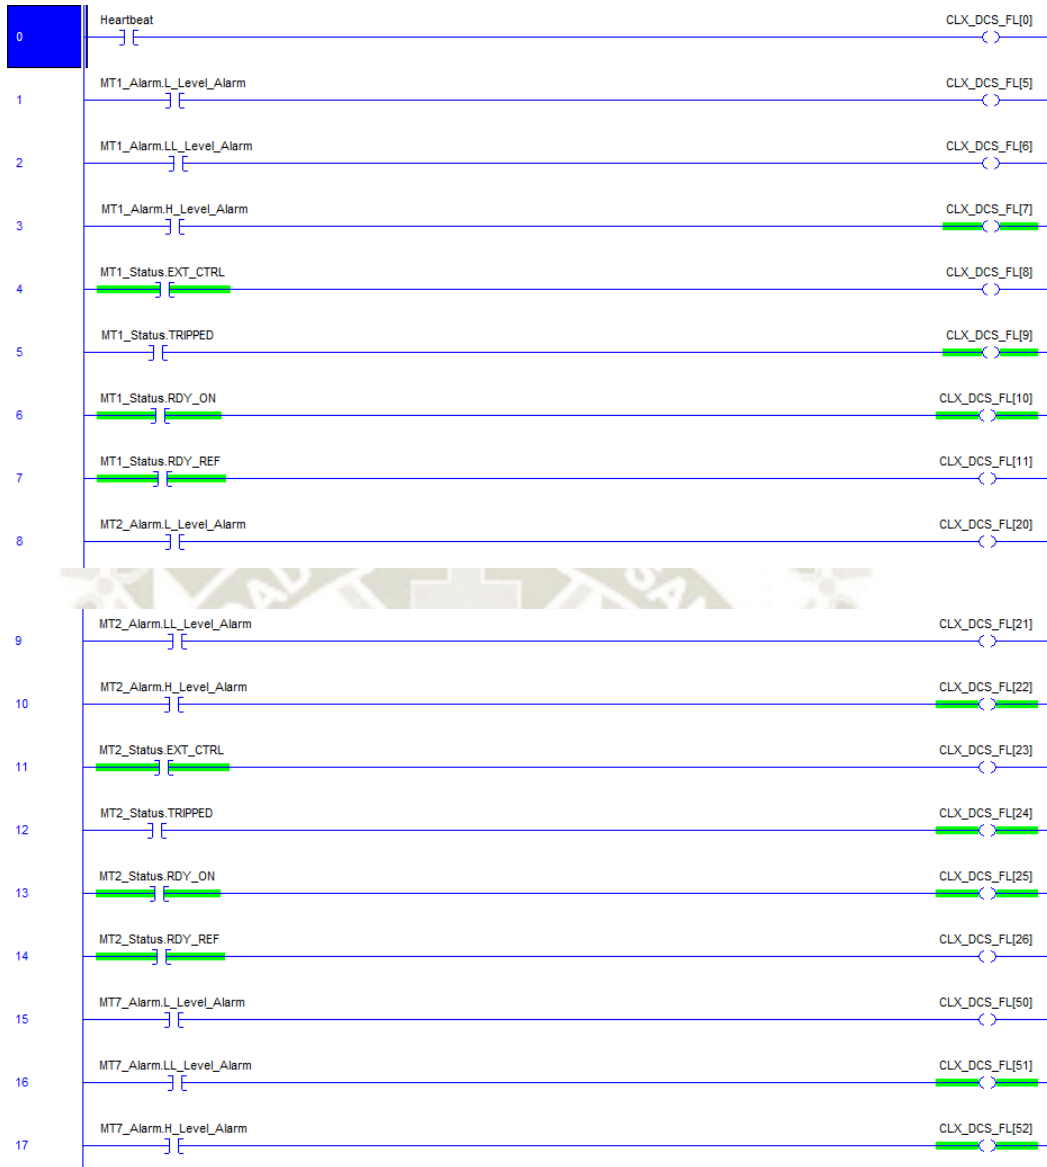 Heartbeat CLX_DCS_FL[0]
0
MT1_Alarm.L_Level_Alarm CLX_DCS_FL[5]
1
MT1_Alarm.LL_Level_Alarm CLX_DCS_FL[6]
2
MT1_Alarm.H_Level_Alarm CLX_DCS_FL[7]
3
MT1_Status.EXT_CTRL CLX_DCS_FL[8]
4
MT1_Status.TRIPPED CLX_DCS_FL[9]
5
MT1_Status.RDY_ON CLX_DCS_FL[10]
6
MT1_Status.RDY_REF CLX_DCS_FL[11]
7
MT2_Alarm.L_Level_Alarm CLX_DCS_FL[20]
8
MT2_Alarm.LL_Level_Alarm CLX_DCS_FL[21]
9
MT2_Alarm.H_Level_Alarm CLX_DCS_FL[22]
10
MT2_Status.EXT_CTRL CLX_DCS_FL[23]
11
MT2_Status.TRIPPED CLX_DCS_FL[24]
12
MT2_Status.RDY_ON CLX_DCS_FL[25]
13
MT2_Status.RDY_REF CLX_DCS_FL[26]
14
MT7_Alarm.L_Level_Alarm CLX_DCS_FL[50]
15
MT7_Alarm.LL_Level_Alarm CLX_DCS_FL[51]
16
MT7_Alarm.H_Level_Alarm CLX_DCS_FL[52]
17